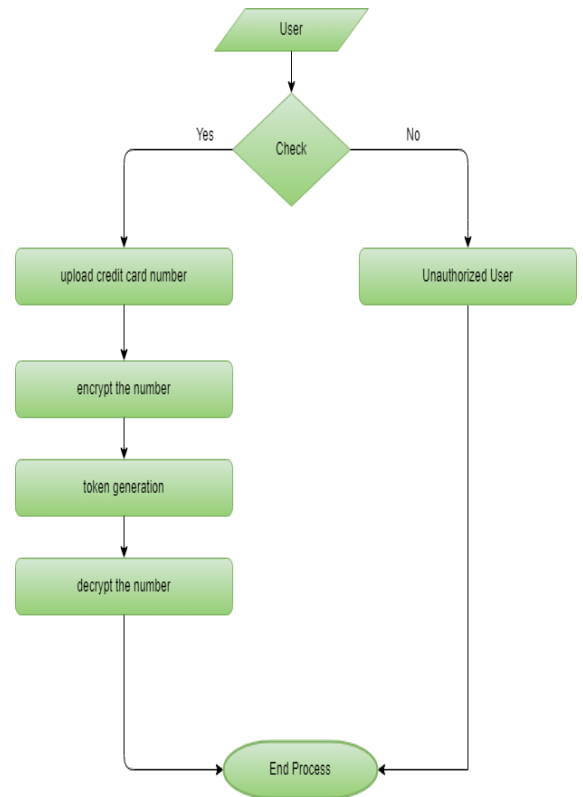 User
Yes
Check
No
upload credit card number
Unauthorized User
encrypt the number
token generation
decrypt the number
End Process